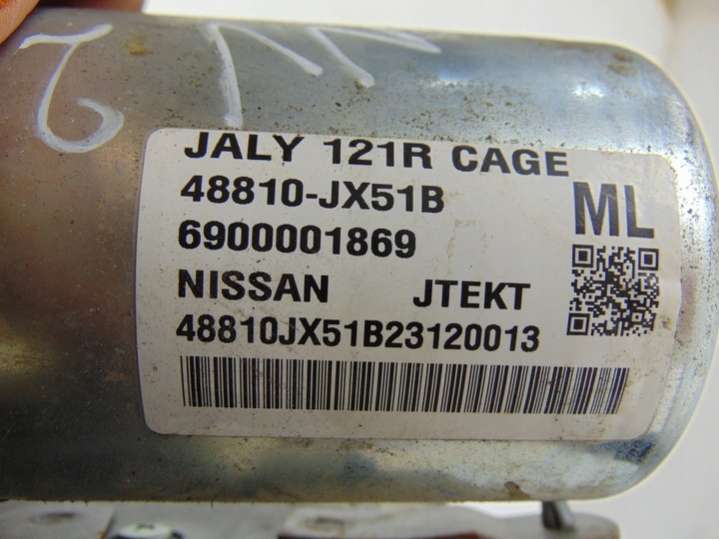 JALY 121R CAGE
48810-JX51B
ML
6900001869
NISSAN JTEKT
48810JX51B23120013